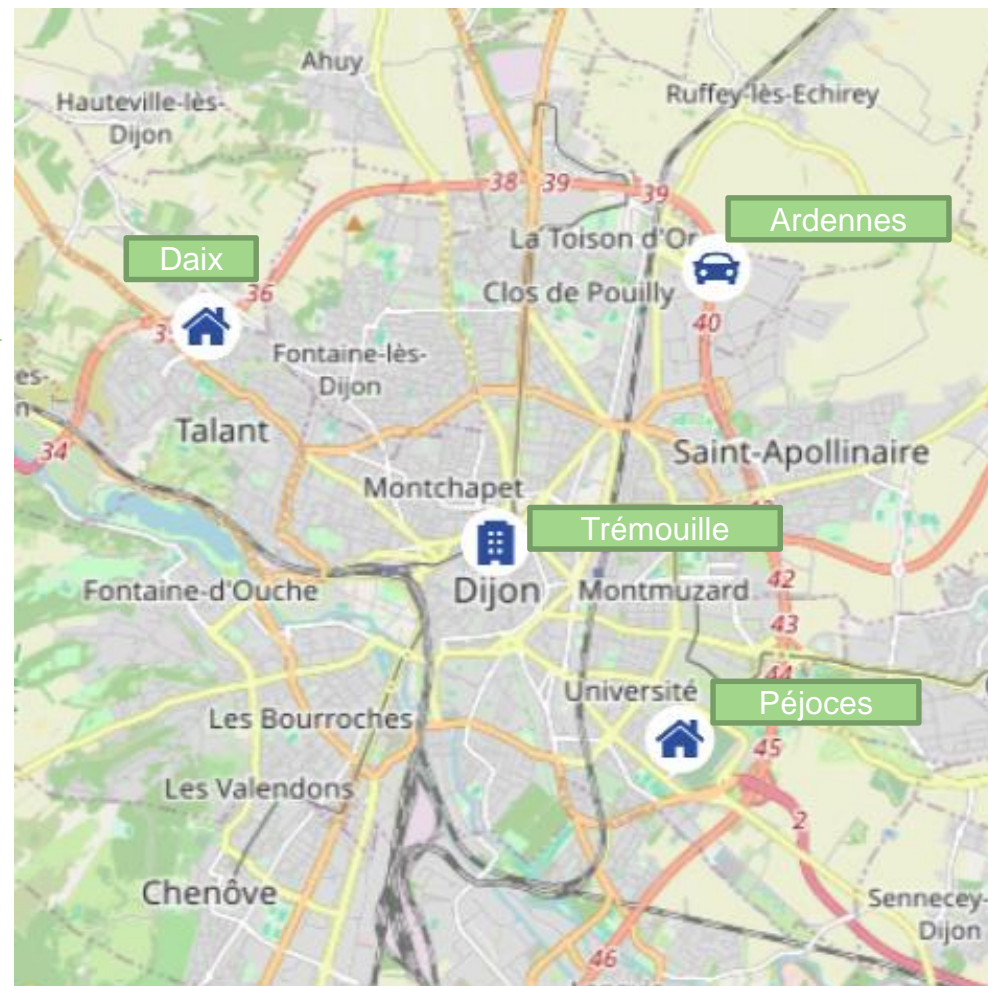 Ahuy
Hauteville-lès-
Dijon
Ruffey-lès-Echirey
38
39
39
Ardennes
La Toison d'Or
Daix
36
Clos de Pouilly
40
Fontaine-lès-
Dijon
Talant
34
Saint-Apollinaire
Montchapet
Trémouille
Fontaine-d'Ouche
Dijon
Montmuzard
42
43
44
Université
Péjoces
Les Bourroches
45
Les Valendons
2
Chenôve
Sennecey-
Dijon
46